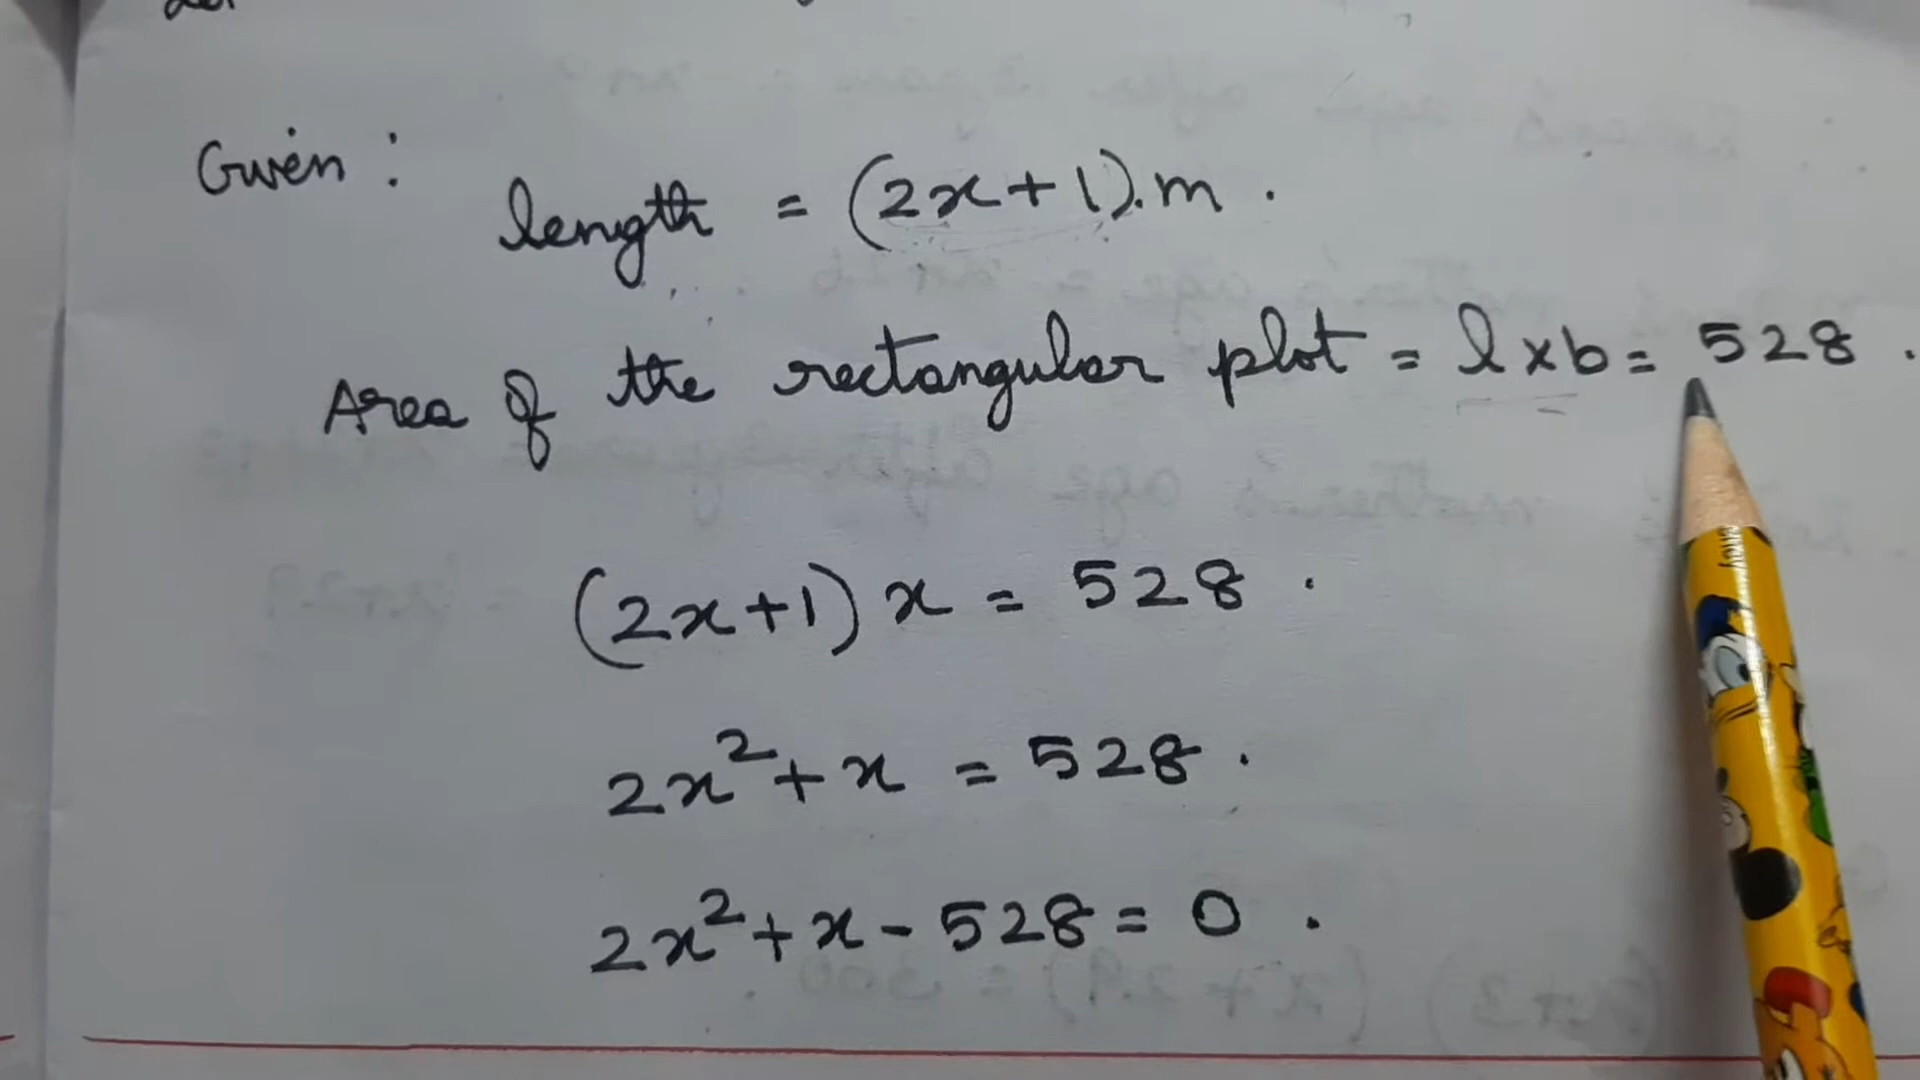 Given :
length = (2x+1).m .
Area of the rectangular plot = l x b = 528 .
(2x+1) x = 528 .
2x² + x = 528 .
2x² + x - 528 = 0 .